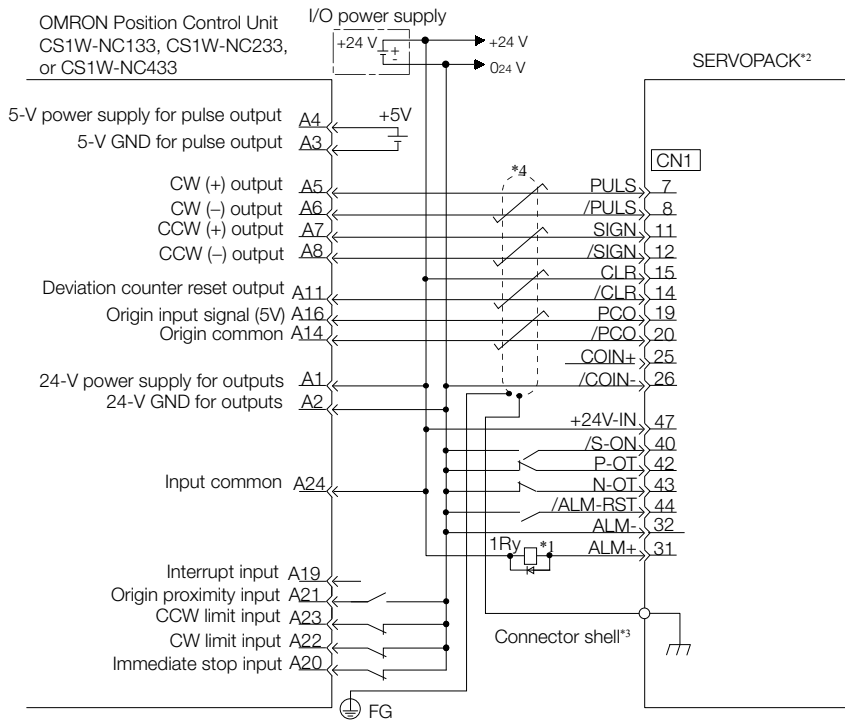 OMRON Position Control Unit
CS1W-NC133, CS1W-NC233,
or CS1W-NC433
I/O power supply
+24 V
+
-
+24 V
024 V
SERVOPACK*2
5-V power supply for pulse output A4
+5V
5-V GND for pulse output A3
CN1
*4
CW (+) output A5
PULS 7
CW (–) output A6
/PULS 8
CCW (+) output A7
SIGN 11
CCW (–) output A8
/SIGN 12
CLR 15
Deviation counter reset output A11
/CLR 14
Origin input signal (5V) A16
PCO 19
Origin common A14
/PCO 20
COIN+ 25
24-V power supply for outputs A1
/COIN- 26
24-V GND for outputs A2
+24V-IN 47
/S-ON 40
P-OT 42
Input common A24
N-OT 43
/ALM-RST 44
ALM- 32
1Ry *1
ALM+ 31
Interrupt input A19
Origin proximity input A21
CCW limit input A23
CW limit input A22
Connector shell*3
Immediate stop input A20
FG